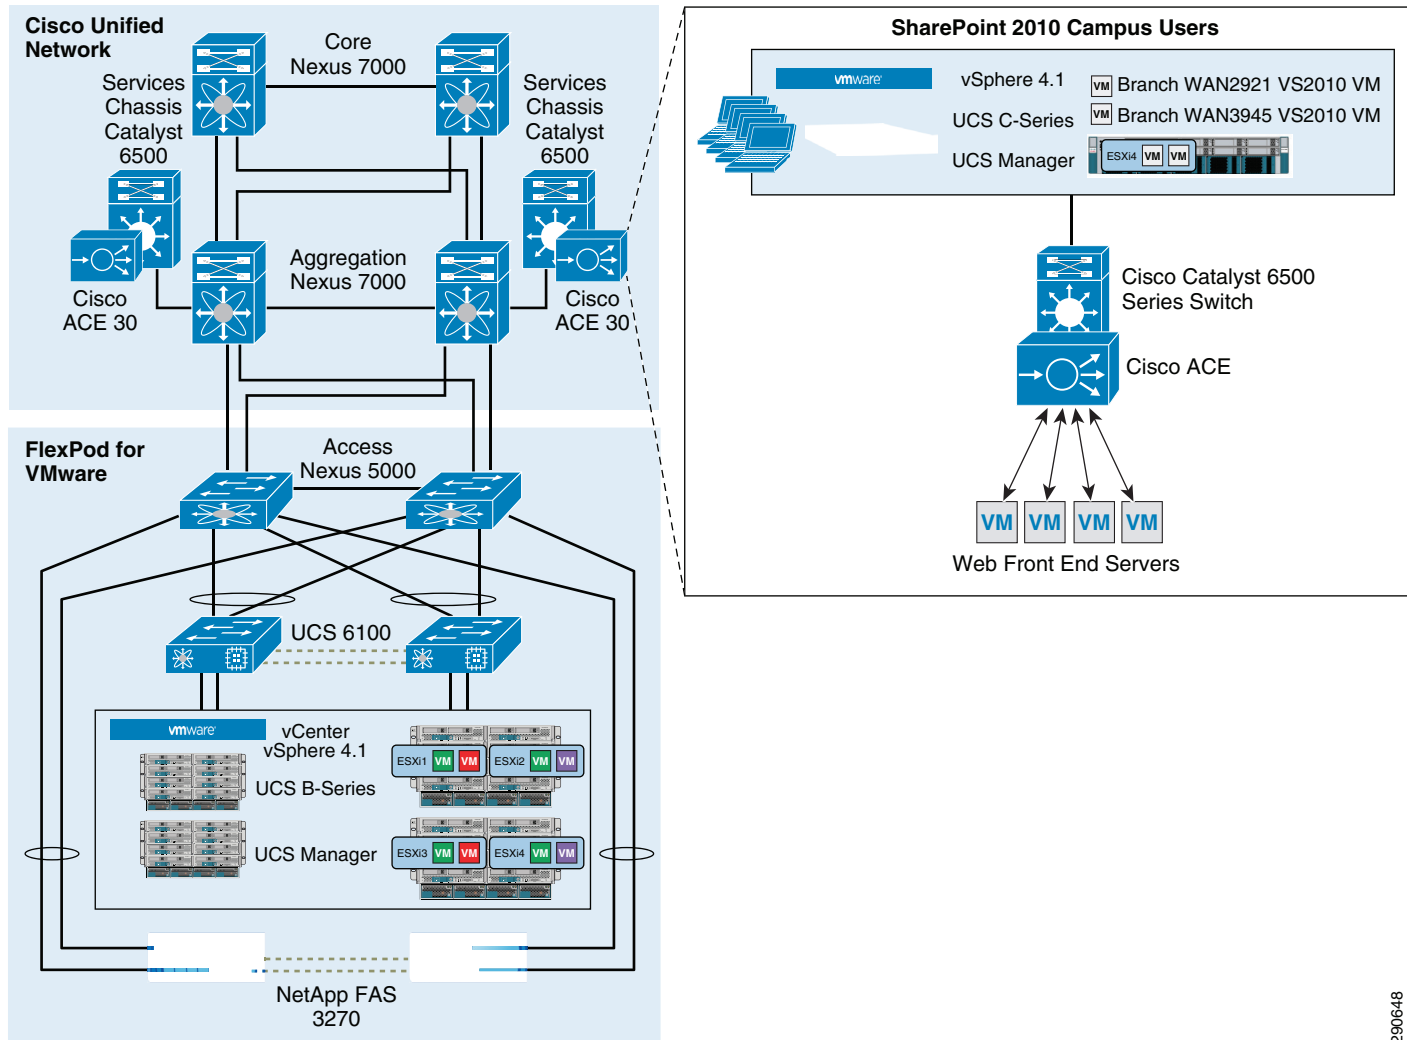 Cisco Unified
Network
Core
Nexus 7000
Services
Chassis
Catalyst
6500
Services
Chassis
Catalyst
6500
Aggregation
Nexus 7000
Cisco
ACE 30
Cisco
ACE 30
FlexPod for
VMware
Access
Nexus 5000
UCS 6100
vmware
vCenter
vSphere 4.1
UCS B-Series
UCS Manager
ESXi1 VM VM
ESXi2 VM VM
ESXi3 VM VM
ESXi4 VM VM
NetApp FAS
3270
SharePoint 2010 Campus Users
vmware
vSphere 4.1
UCS C-Series
UCS Manager
VM Branch WAN2921 VS2010 VM
VM Branch WAN3945 VS2010 VM
ESXi4 VM VM
Cisco Catalyst 6500
Series Switch
Cisco ACE
VM VM VM VM
Web Front End Servers
290648